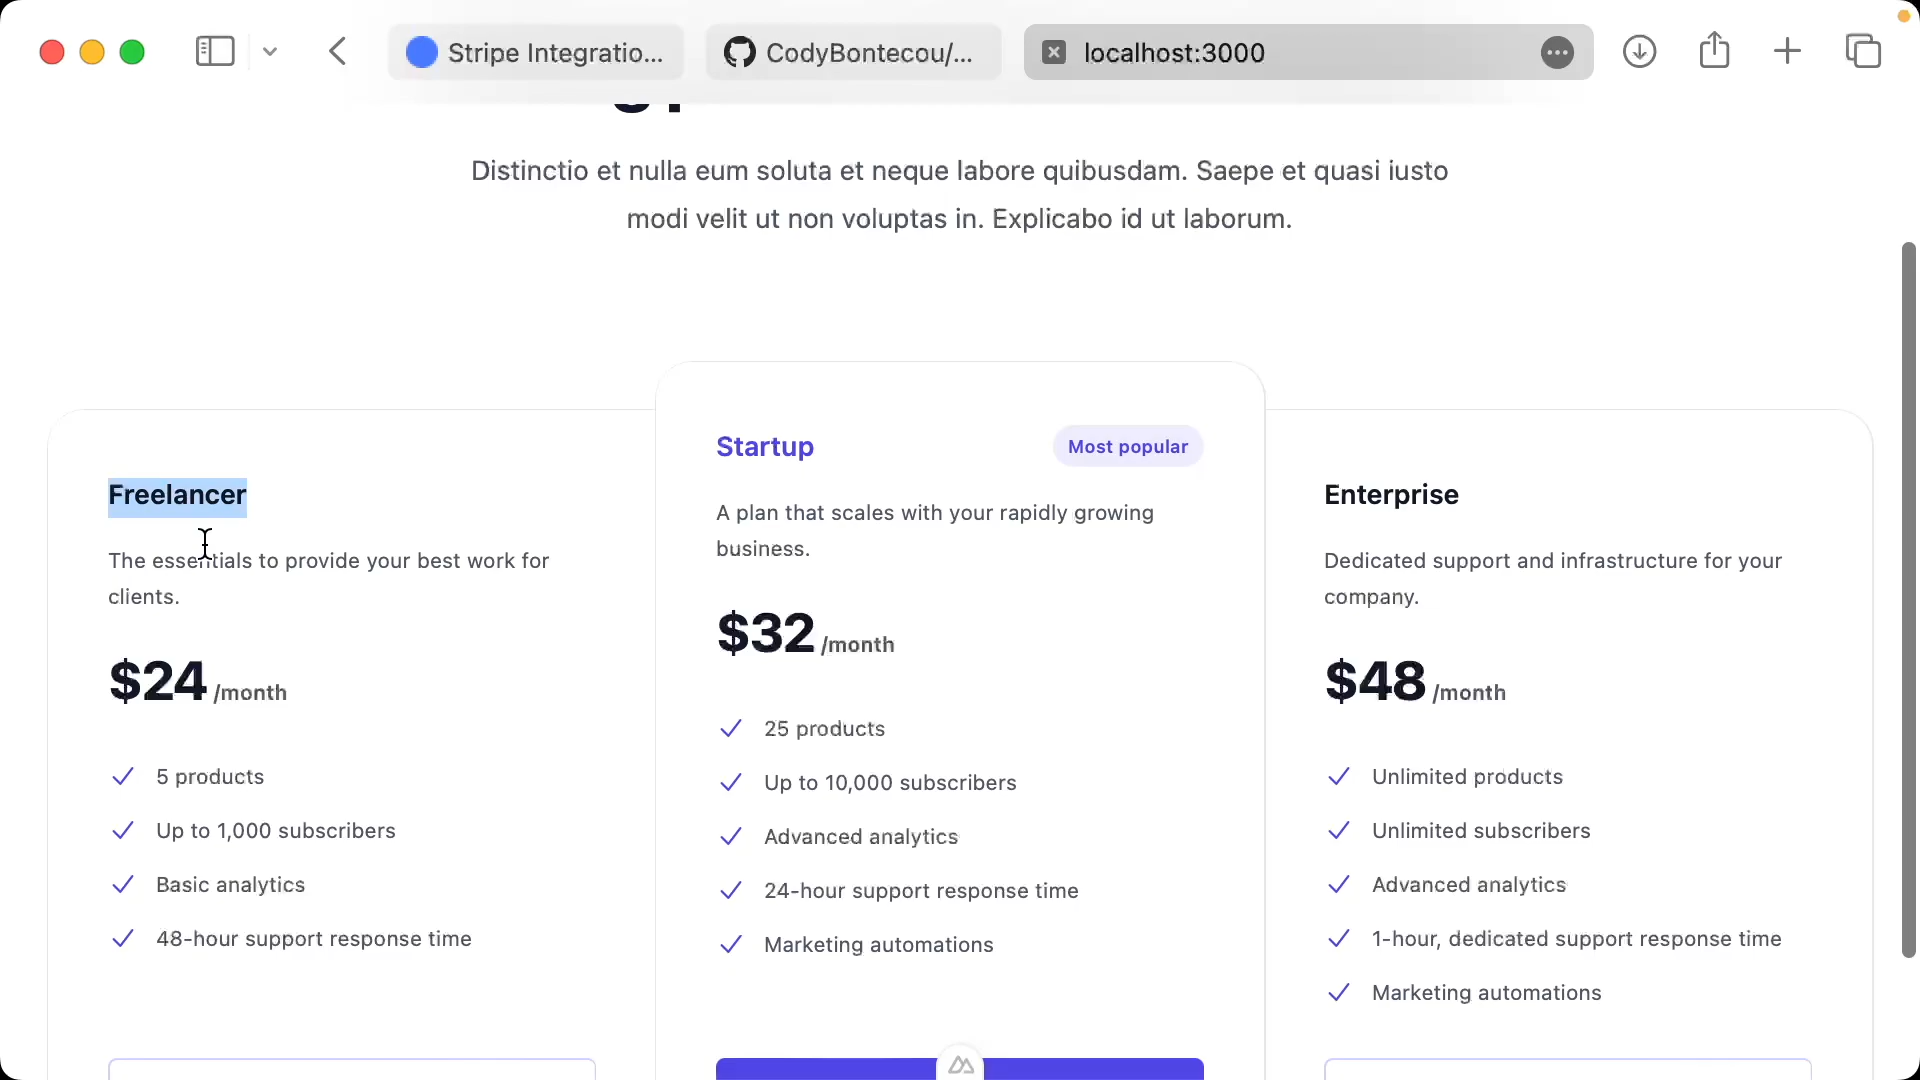 Stripe Integratio...
CodyBontecou/...
localhost:3000
Distinctio et nulla eum soluta et neque labore quibusdam. Saepe et quasi iusto
modi velit ut non voluptas in. Explicabo id ut laborum.
Freelancer
The essentials to provide your best work for
clients.
$24 /month
5 products
Up to 1,000 subscribers
Basic analytics
48-hour support response time
Startup
Most popular
A plan that scales with your rapidly growing
business.
$32 /month
25 products
Up to 10,000 subscribers
Advanced analytics
24-hour support response time
Marketing automations
Enterprise
Dedicated support and infrastructure for your
company.
$48 /month
Unlimited products
Unlimited subscribers
Advanced analytics
1-hour, dedicated support response time
Marketing automations